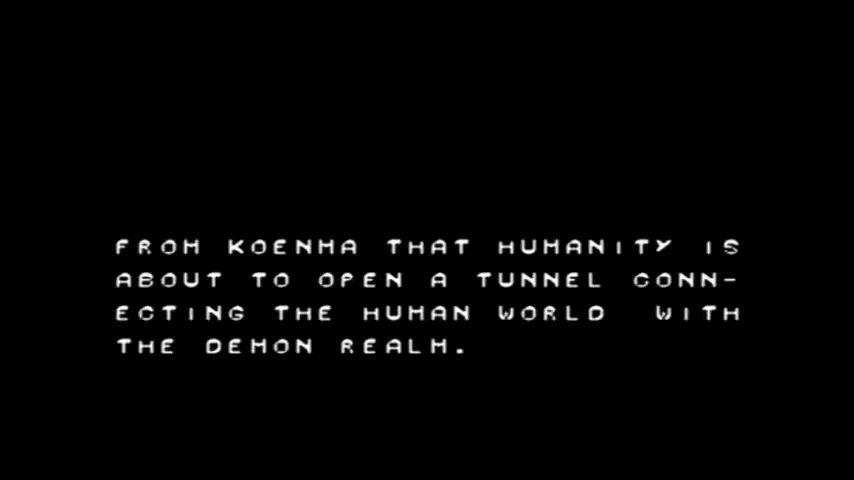 FROM KOENMA THAT HUMANITY IS
ABOUT TO OPEN A TUNNEL CONN-
ECTING THE HUMAN WORLD WITH
THE DEMON REALM.